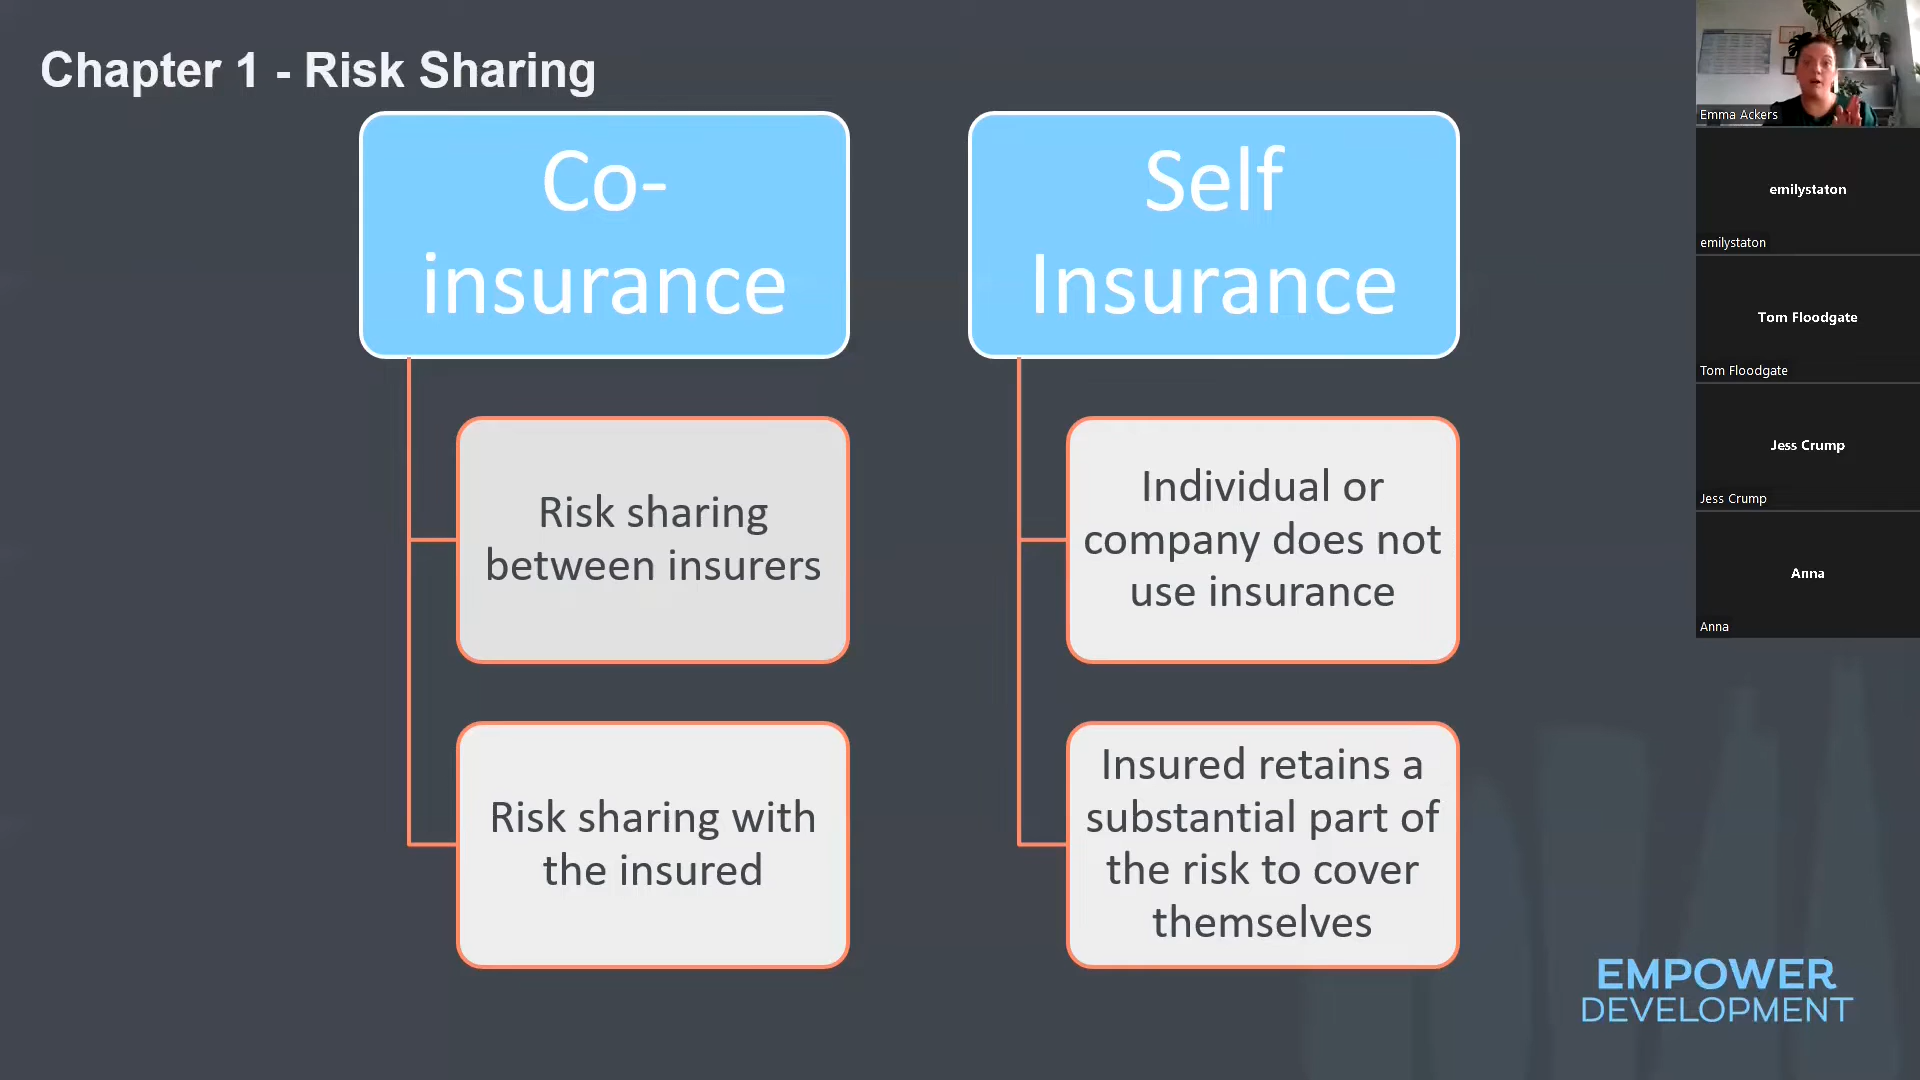 Chapter 1 - Risk Sharing
Co-
insurance
Risk sharing
between insurers
Risk sharing with
the insured
Self
Insurance
Individual or
company does not
use insurance
Insured retains a
substantial part of
the risk to cover
themselves
EMPOWER
DEVELOPMENT
Emma Ackers
emilystaton
emilystaton
Tom Floodgate
Tom Floodgate
Jess Crump
Jess Crump
Anna
Anna